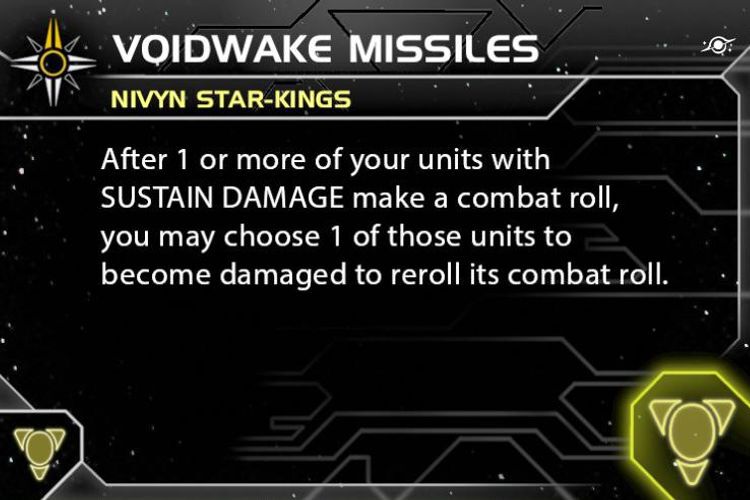 VOIDWAKE MISSILES
NIVYN STAR-KINGS
After 1 or more of your units with
SUSTAIN DAMAGE make a combat roll,
you may choose 1 of those units to
become damaged to reroll its combat roll.